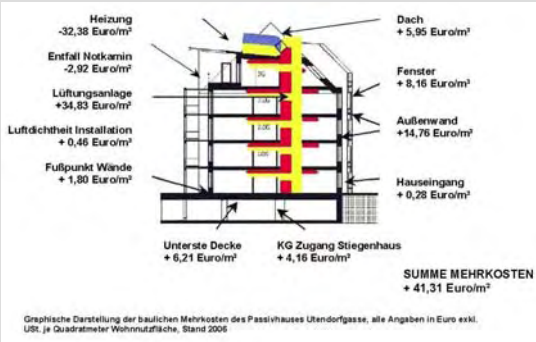 Heizung
-32,38 Euro/m²
Entfall Notkamin
-2,92 Euro/m²
Lüftungsanlage
+34,83 Euro/m²
Luftdichtheit Installation
+ 0,46 Euro/m²
Fußpunkt Wände
+ 1,80 Euro/m²
Dach
+ 5,95 Euro/m²
Fenster
+ 8,16 Euro/m²
Außenwand
+14,76 Euro/m²
Hauseingang
+ 0,28 Euro/m²
Unterste Decke
+ 6,21 Euro/m²
KG Zugang Stiegenhaus
+ 4,16 Euro/m²
SUMME MEHRKOSTEN
+ 41,31 Euro/m²
Graphische Darstellung der baulichen Mehrkosten des Passivhauses Utendorfgasse, alle Angaben in Euro exkl.
USt. je Quadratmeter Wohnnutzfläche, Stand 2006